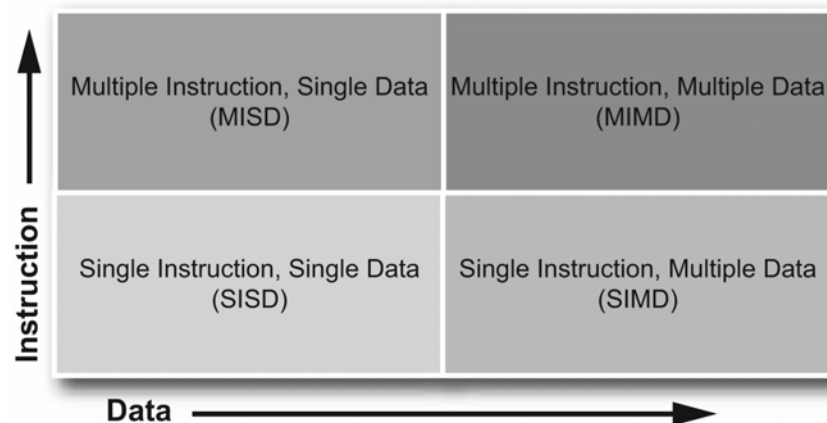 Multiple Instruction, Single Data
(MISD)
Multiple Instruction, Multiple Data
(MIMD)
Single Instruction, Single Data
(SISD)
Single Instruction, Multiple Data
(SIMD)
Instruction
Data